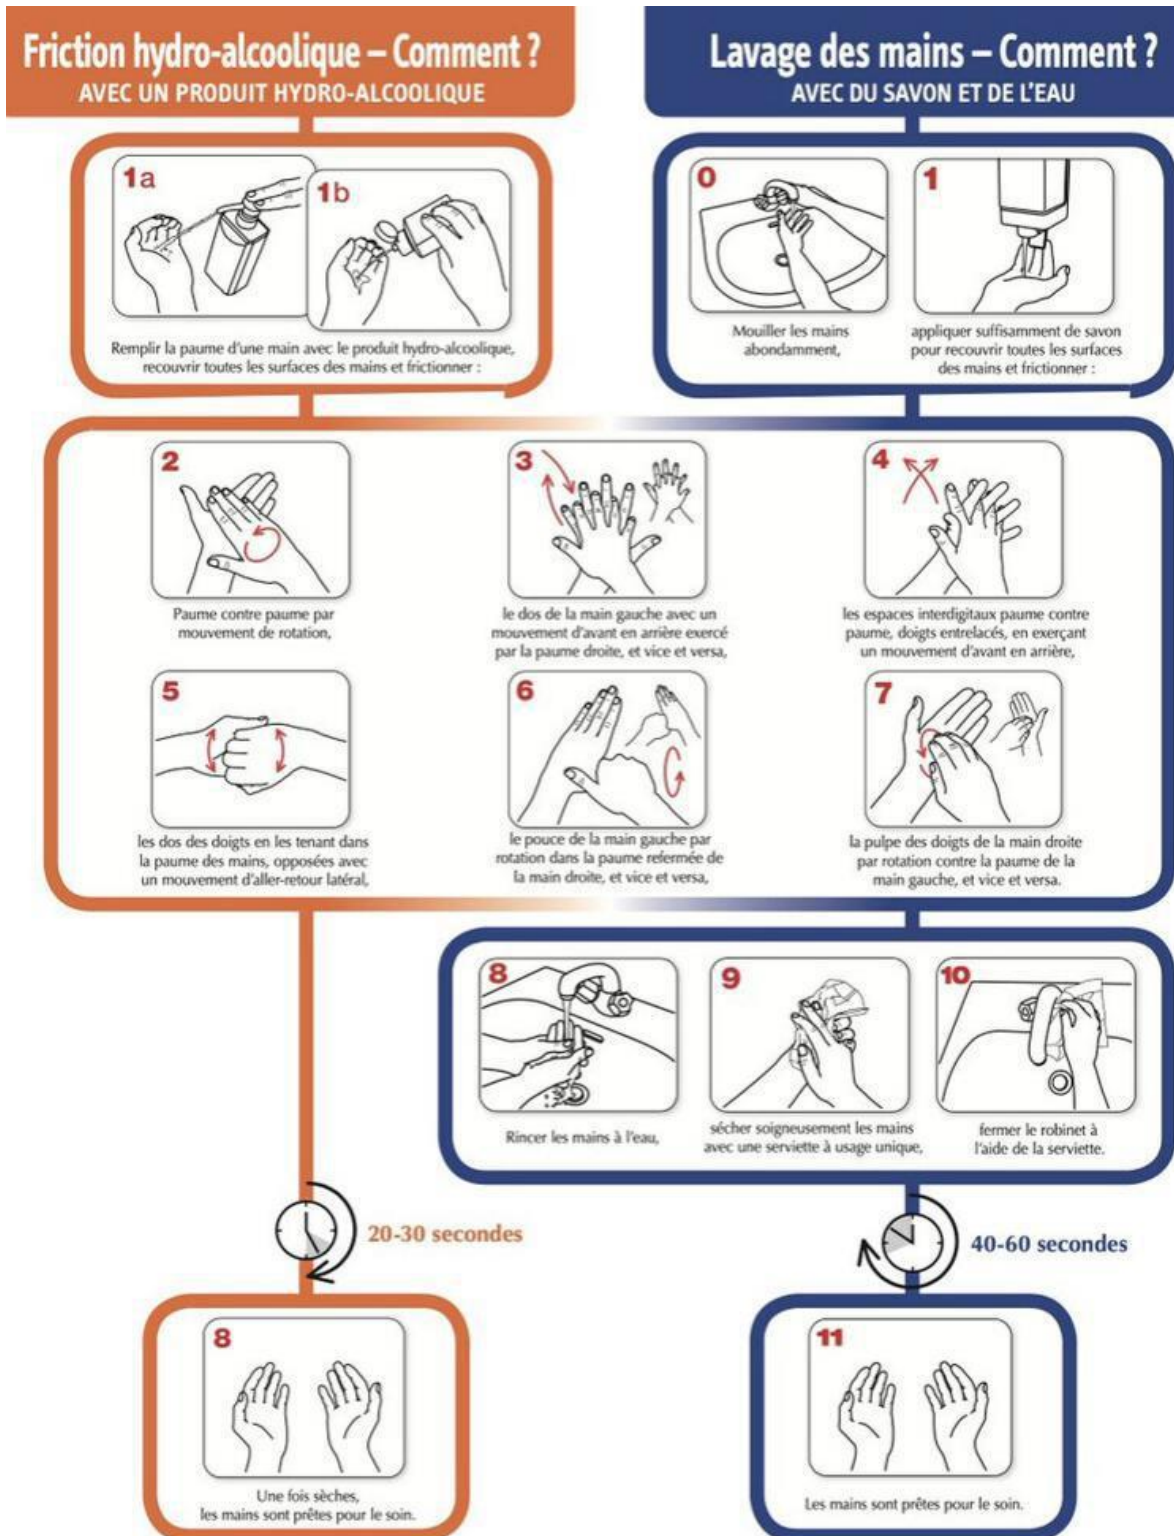 Friction hydro-alcoolique – Comment ?
AVEC UN PRODUIT HYDRO-ALCOOLIQUE
Lavage des mains – Comment ?
AVEC DU SAVON ET DE L'EAU
1a
1b
Remplir la paume d'une main avec le produit hydro-alcoolique,
recouvrir toutes les surfaces des mains et frictionner :
0
Mouiller les mains
abondamment,
1
appliquer suffisamment de savon
pour recouvrir toutes les surfaces
des mains et frictionner :
2
Paume contre paume par
mouvement de rotation,
3
le dos de la main gauche avec un
mouvement d'avant en arrière exercé
par la paume droite, et vice et versa,
4
les espaces interdigitaux paume contre
paume, doigts entrelacés, en exerçant
un mouvement d'avant en arrière,
5
les dos des doigts en les tenant dans
la paume des mains, opposées avec
un mouvement d'aller-retour latéral,
6
le pouce de la main gauche par
rotation dans la paume refermée de
la main droite, et vice et versa,
7
la pulpe des doigts de la main droite
par rotation contre la paume de la
main gauche, et vice et versa.
8
Rincer les mains à l'eau,
9
sécher soigneusement les mains
avec une serviette à usage unique,
10
fermer le robinet à
l'aide de la serviette.
20-30 secondes
40-60 secondes
8
Une fois sèches,
les mains sont prêtes pour le soin.
11
Les mains sont prêtes pour le soin.